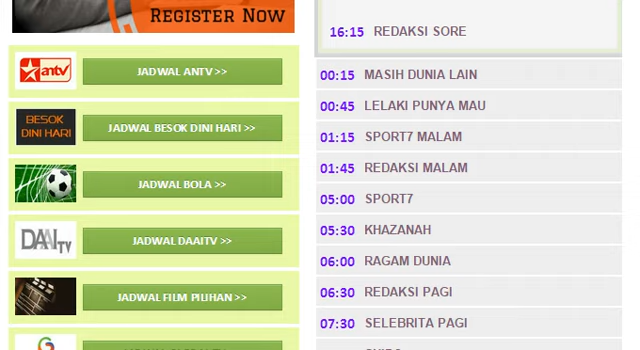 Register Now
antv
JADWAL ANTV >>
BESOK
DINI HARI
JADWAL BESOK DINI HARI >>
JADWAL BOLA >>
DAAI TV
JADWAL DAAITV >>
JADWAL FILM PILIHAN >>
16:15 REDAKSI SORE
00:15 MASIH DUNIA LAIN
00:45 LELAKI PUNYA MAU
01:15 SPORT7 MALAM
01:45 REDAKSI MALAM
05:00 SPORT7
05:30 KHAZANAH
06:00 RAGAM DUNIA
06:30 REDAKSI PAGI
07:30 SELEBRITA PAGI